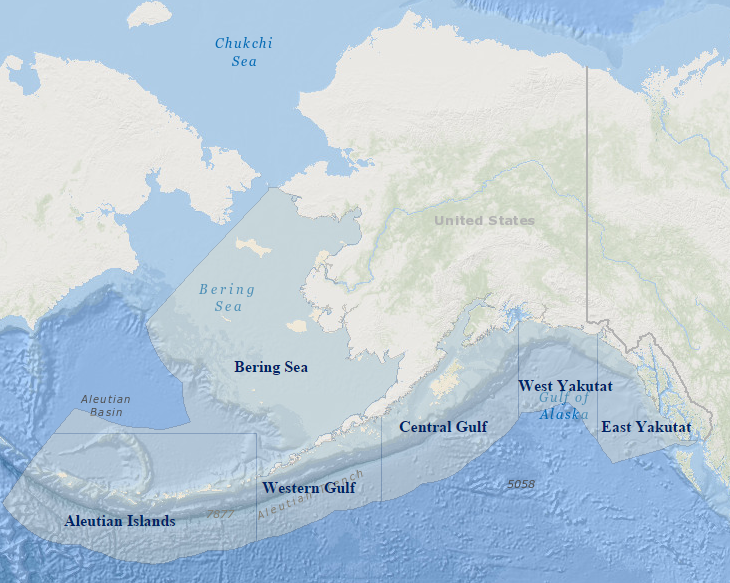 Chukchi
Sea
United States
Bering
Sea
Bering Sea
Aleutian
Basin
West Yakutat
Gulf of
Alaska
Central Gulf
East Yakutat
Western Gulf
5058
Aleutian Trench
7877
Aleutian Islands